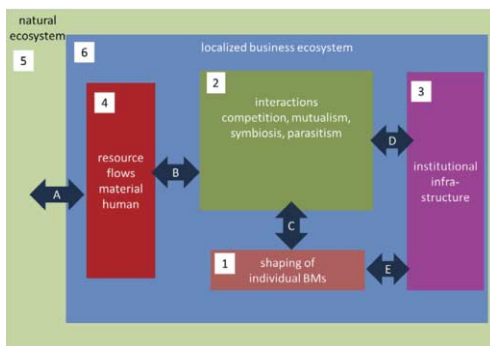 natural
ecosystem
5
6
localized business ecosystem
4
resource
flows
material
human
2
interactions
competition, mutualism,
symbiosis, parasitism
3
institutional
infra-
structure
A
B
D
C
1
shaping of
individual BMs
E